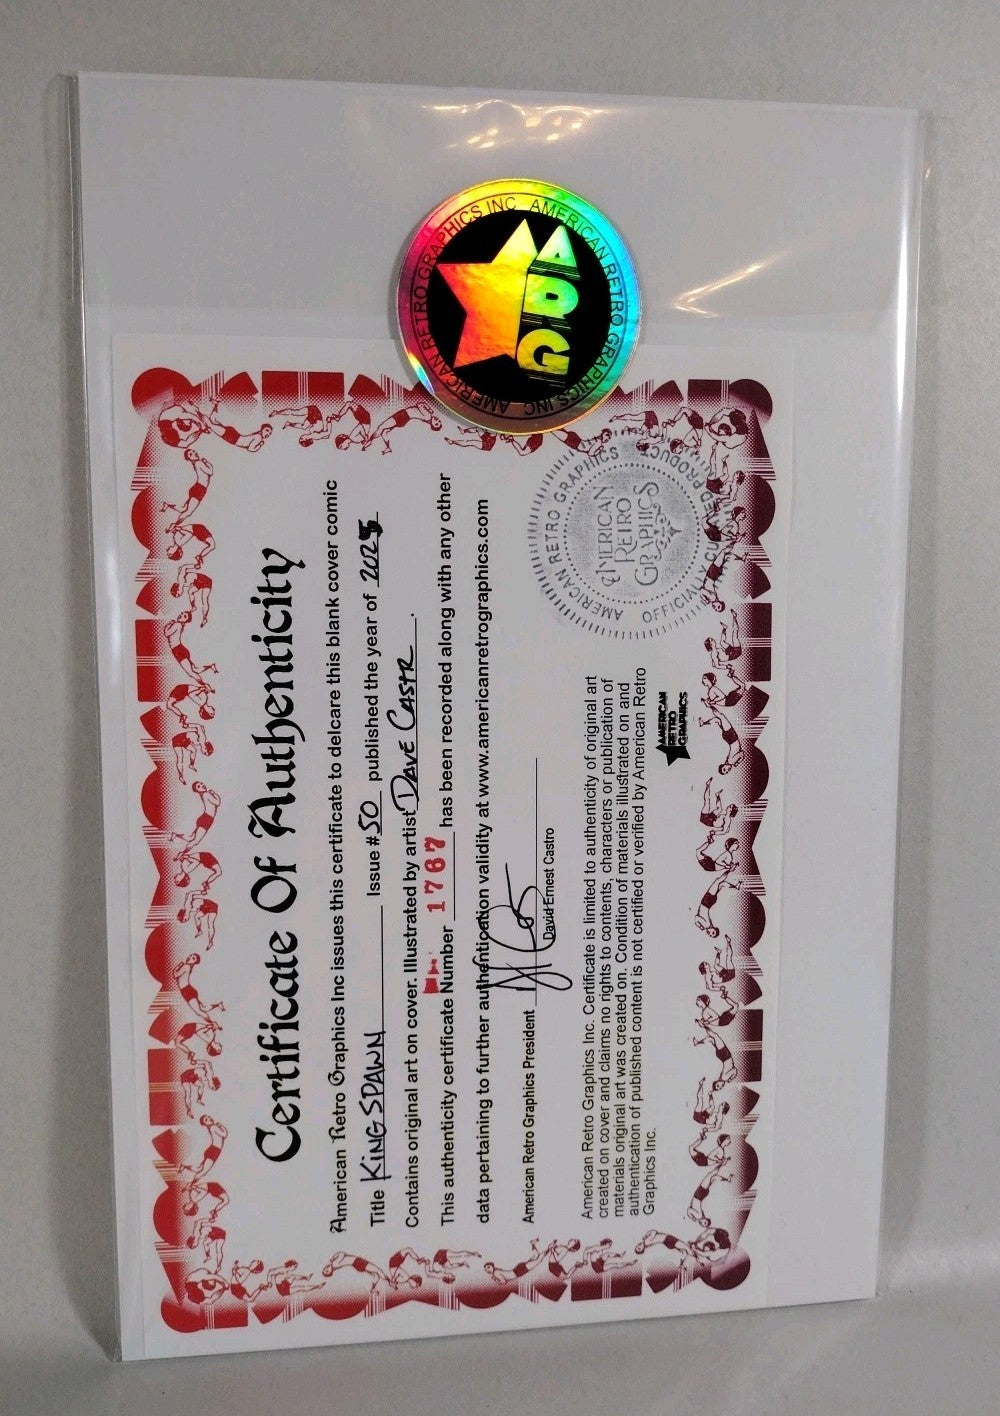 AMERICAN RETRO GRAPHICS INC
AMERICAN RETRO GRAPHICS INC
ARG
Certificate Of Authenticity
American Retro Graphics Inc issues this certificate to delcare this blank cover comic
Title KING SPAWN Issue #50 published the year of 2025
Contains original art on cover. Illustrated by artist DAVE CASTR.
This authenticity certificate Number 1767 has been recorded along with any other
data pertaining to further authentication validity at www.americanretrographics.com
American Retro Graphics President
David Ernest Castro
American Retro Graphics Inc. Certificate is limited to authenticity of original art
created on cover and claims no rights to contents, characters or publication of
materials original art was created on. Condition of materials illustrated on and
authentication of published content is not certified or verified by American Retro
Graphics Inc.
AMERICAN
RETRO
GRAPHICS
AMERICAN RETRO GRAPHICS
AMERICAN
RETRO
GRAPHICS